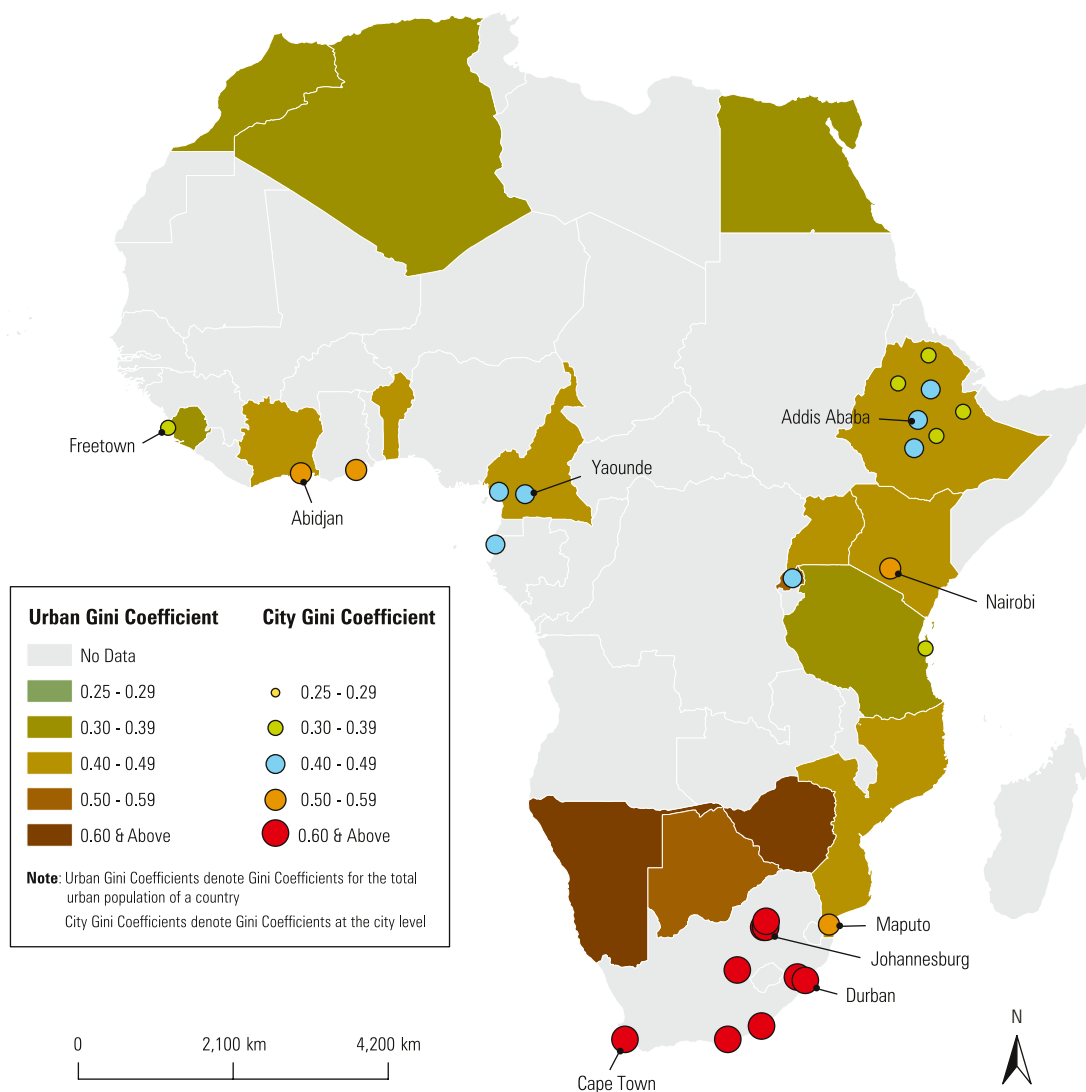 Freetown
Abidjan
Yaounde
Addis Ababa
Nairobi
Urban Gini Coefficient
No Data
0.25 - 0.29
0.30 - 0.39
0.40 - 0.49
0.50 - 0.59
0.60 & Above
City Gini Coefficient
0.25 - 0.29
0.30 - 0.39
0.40 - 0.49
0.50 - 0.59
0.60 & Above
Note: Urban Gini Coefficients denote Gini Coefficients for the total
urban population of a country
City Gini Coefficients denote Gini Coefficients at the city level
Maputo
Johannesburg
Durban
Cape Town
0
2,100 km
4,200 km
N